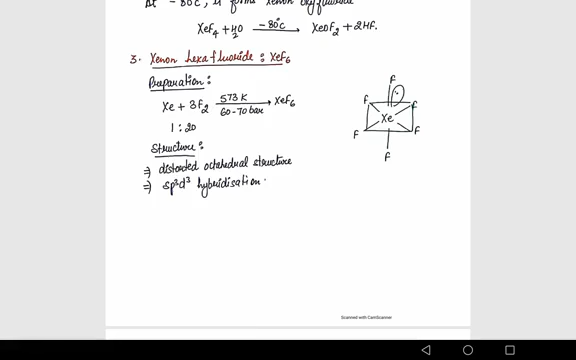 At -80°C, it forms xenon oxyfluoride
XeF4 + H2O -80°C XeOF2 + 2HF.
3. Xenon hexafluoride : XeF6
Preparation :
Xe + 3F2 573 K 60-70 bar XeF6
1 : 20
Structure :
⇒ distorted octahedral structure
⇒ sp3d3 hybridisation.
F
F F
Xe
F F
F
Scanned with CamScanner